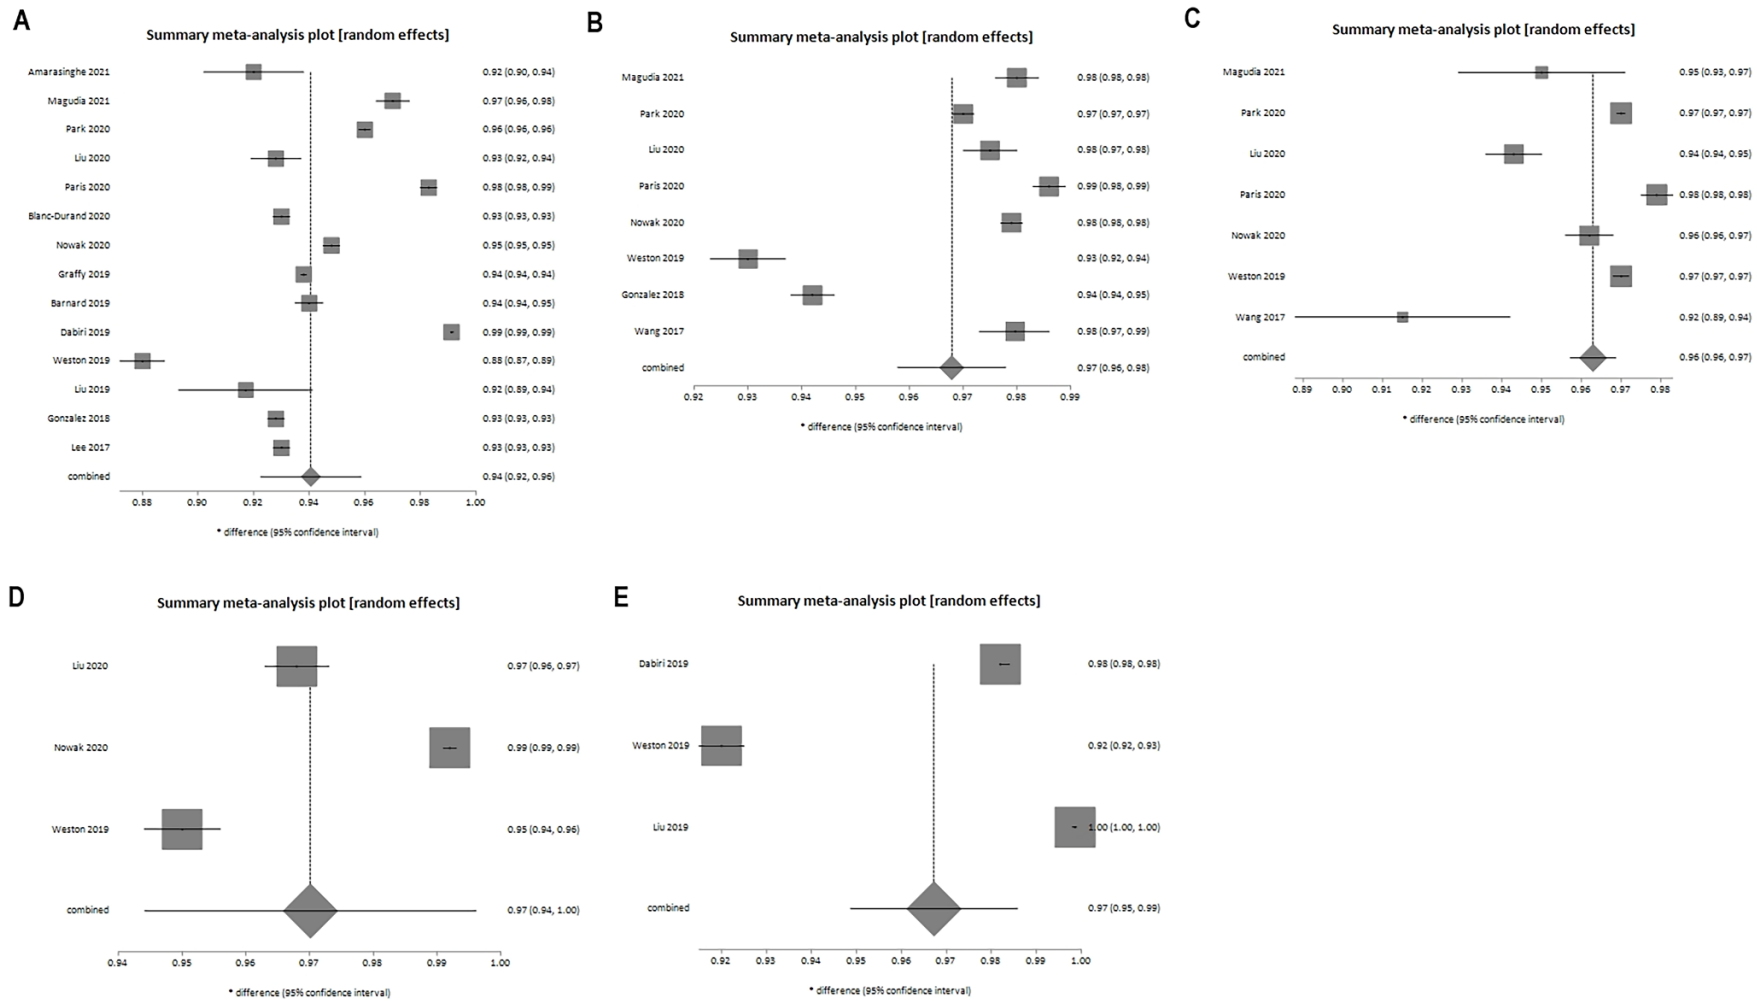 A
Summary meta-analysis plot [random effects]
Amarasinghe 2021 0.92 (0.90, 0.94)
Magudia 2021 0.97 (0.96, 0.98)
Park 2020 0.96 (0.96, 0.96)
Liu 2020 0.93 (0.92, 0.94)
Paris 2020 0.98 (0.98, 0.99)
Blanc-Durand 2020 0.93 (0.93, 0.93)
Nowak 2020 0.95 (0.95, 0.95)
Graffy 2019 0.94 (0.94, 0.94)
Barnard 2019 0.94 (0.94, 0.95)
Dabiri 2019 0.99 (0.99, 0.99)
Weston 2019 0.88 (0.87, 0.89)
Liu 2019 0.92 (0.89, 0.94)
Gonzalez 2018 0.93 (0.93, 0.93)
Lee 2017 0.93 (0.93, 0.93)
combined 0.94 (0.92, 0.96)
0.88 0.90 0.92 0.94 0.96 0.98 1.00
* difference (95% confidence interval)
B
Summary meta-analysis plot [random effects]
Magudia 2021 0.98 (0.98, 0.98)
Park 2020 0.97 (0.97, 0.97)
Liu 2020 0.98 (0.97, 0.98)
Paris 2020 0.99 (0.98, 0.99)
Nowak 2020 0.98 (0.98, 0.98)
Weston 2019 0.93 (0.92, 0.94)
Gonzalez 2018 0.94 (0.94, 0.95)
Wang 2017 0.98 (0.97, 0.99)
combined 0.97 (0.96, 0.98)
0.92 0.93 0.94 0.95 0.96 0.97 0.98 0.99
* difference (95% confidence interval)
C
Summary meta-analysis plot [random effects]
Magudia 2021 0.95 (0.93, 0.97)
Park 2020 0.97 (0.97, 0.97)
Liu 2020 0.94 (0.94, 0.95)
Paris 2020 0.98 (0.98, 0.98)
Nowak 2020 0.96 (0.96, 0.97)
Weston 2019 0.97 (0.97, 0.97)
Wang 2017 0.92 (0.89, 0.94)
combined 0.96 (0.96, 0.97)
0.89 0.90 0.91 0.92 0.93 0.94 0.95 0.96 0.97 0.98
* difference (95% confidence interval)
D
Summary meta-analysis plot [random effects]
Liu 2020 0.97 (0.96, 0.97)
Nowak 2020 0.99 (0.99, 0.99)
Weston 2019 0.95 (0.94, 0.96)
combined 0.97 (0.94, 1.00)
0.94 0.95 0.96 0.97 0.98 0.99 1.00
* difference (95% confidence interval)
E
Summary meta-analysis plot [random effects]
Dabiri 2019 0.98 (0.98, 0.98)
Weston 2019 0.92 (0.92, 0.93)
Liu 2019 1.00 (1.00, 1.00)
combined 0.97 (0.95, 0.99)
0.92 0.93 0.94 0.95 0.96 0.97 0.98 0.99 1.00
* difference (95% confidence interval)